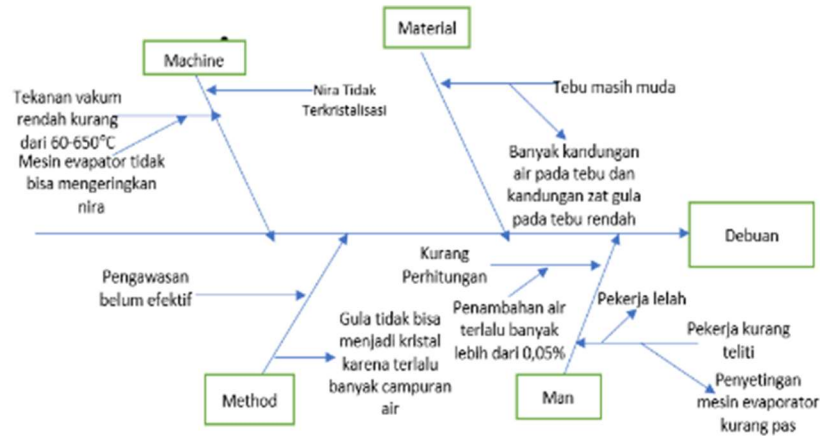 Machine
Material
Tekanan vakum
rendah kurang
dari 60-650°C
Mesin evapator tidak
bisa mengeringkan
nira
Nira Tidak
Terkristalisasi
Tebu masih muda
Banyak kandungan
air pada tebu dan
kandungan zat gula
pada tebu rendah
Debuan
Pengawasan
belum efektif
Gula tidak bisa
menjadi kristal
karena terlalu
banyak campuran
air
Kurang
Perhitungan
Penambahan air
terlalu banyak
lebih dari 0,05%
Pekerja lelah
Pekerja kurang
teliti
Penyetingan
mesin evaporator
kurang pas
Method
Man